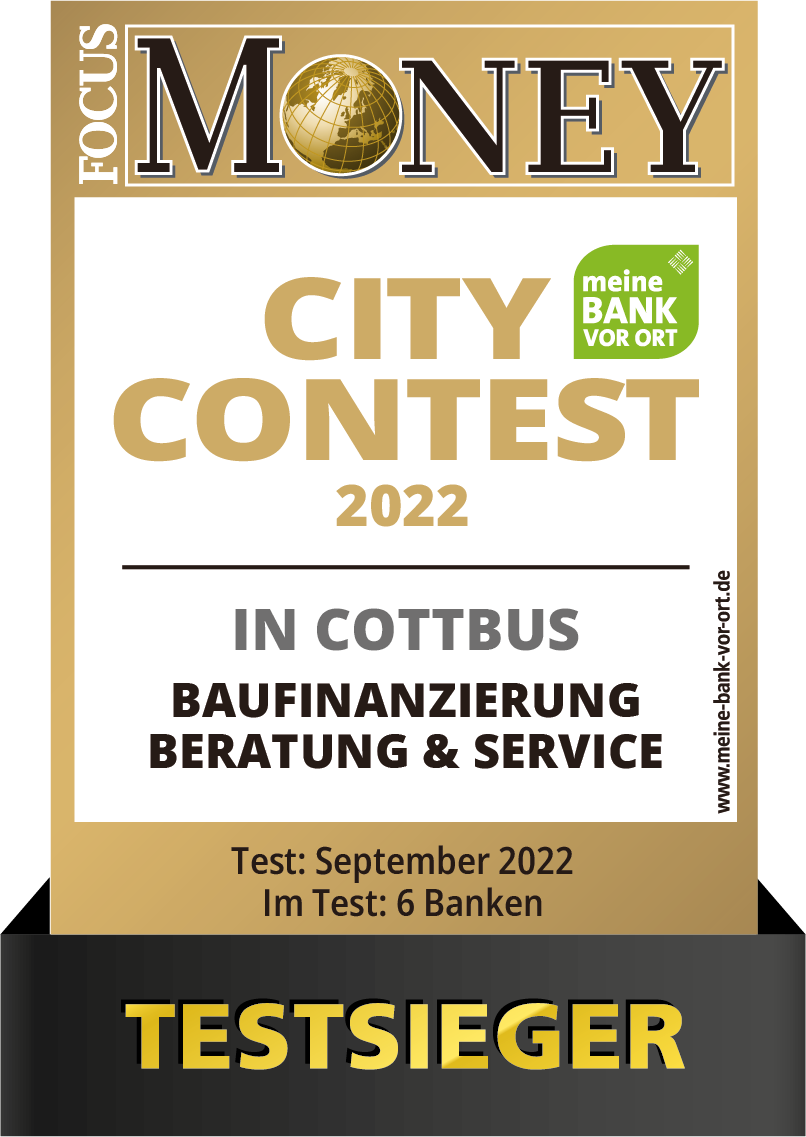 FOCUS
MONEY
CITY
meine
BANK
VOR ORT
CONTEST
2022
IN COTTBUS
BAUFINANZIERUNG
BERATUNG & SERVICE
www.meine-bank-vor-ort.de
Test: September 2022
Im Test: 6 Banken
TESTSIEGER